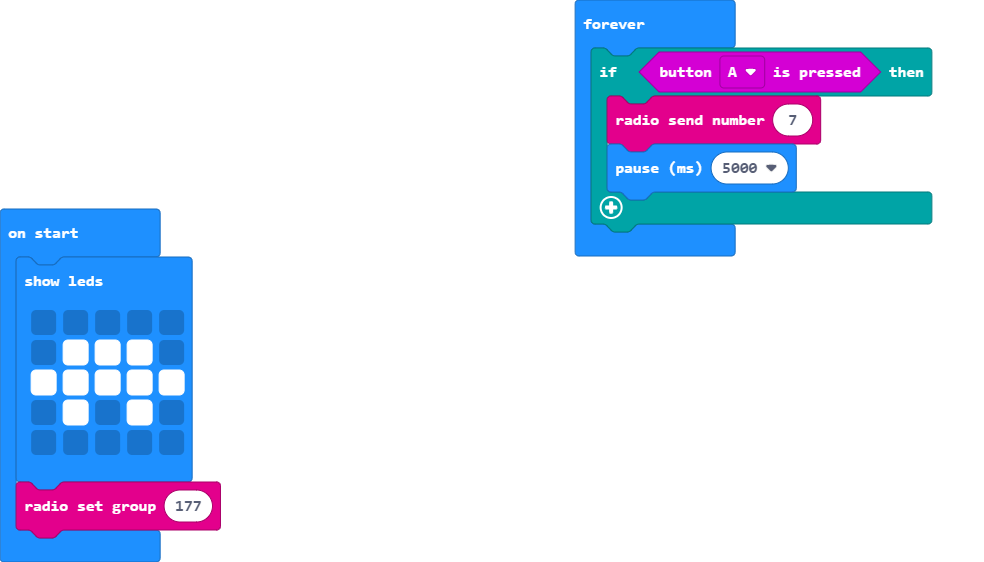 forever
if button A is pressed then
radio send number 7
pause (ms) 5000
on start
show leds
radio set group 177